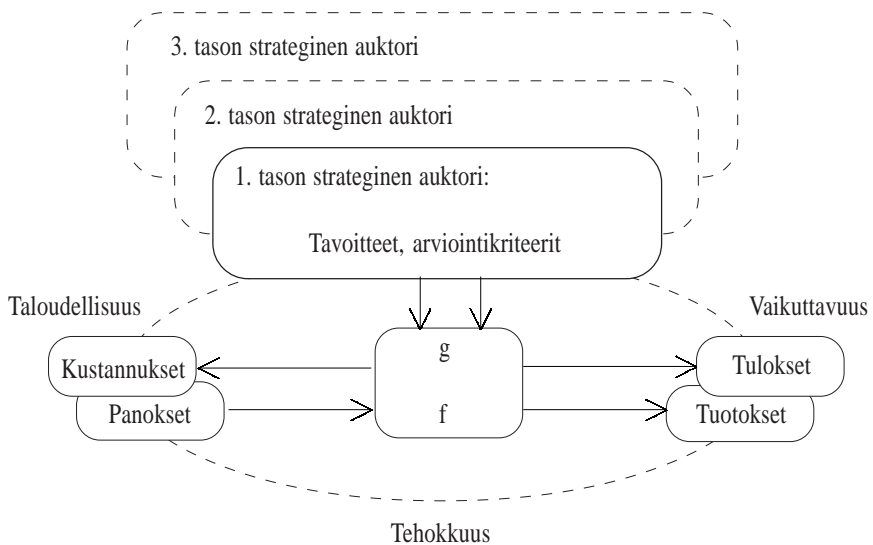 3. tason strateginen auktori
2. tason strateginen auktori
1. tason strateginen auktori:
Tavoitteet, arviointikriteerit
Taloudellisuus
Vaikuttavuus
g
Kustannukset
Tulokset
Panokset
f
Tuotokset
Tehokkuus